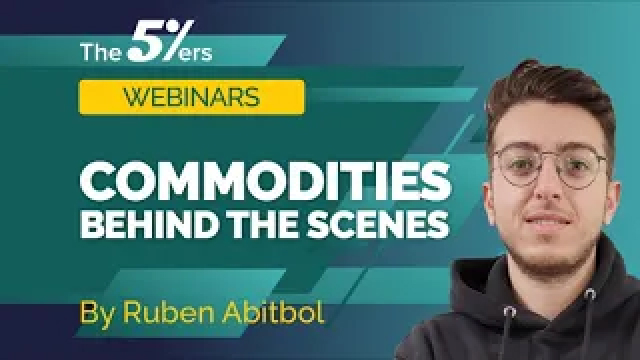 The 5%ers
WEBINARS
COMMODITIES
BEHIND THE SCENES
By Ruben Abitbol